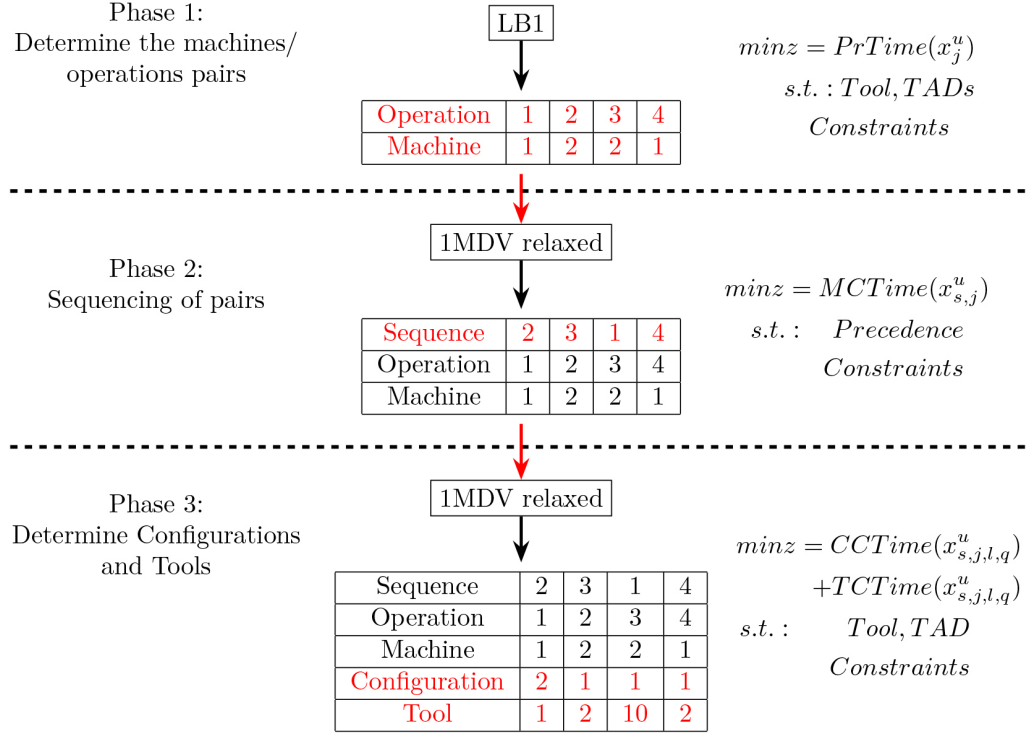 Phase 1:
Determine the machines/
operations pairs
LB1
Operation 1 2 3 4
Machine 1 2 2 1
minz = PrTime(x_j^u)
s.t. : Tool, TADs
Constraints
Phase 2:
Sequencing of pairs
1MDV relaxed
Sequence 2 3 1 4
Operation 1 2 3 4
Machine 1 2 2 1
minz = MCTime(x_{s,j}^u)
s.t. : Precedence
Constraints
Phase 3:
Determine Configurations
and Tools
1MDV relaxed
Sequence 2 3 1 4
Operation 1 2 3 4
Machine 1 2 2 1
Configuration 2 1 1 1
Tool 1 2 10 2
minz = CCTime(x_{s,j,l,q}^u)
+TCTime(x_{s,j,l,q}^u)
s.t. : Tool, TAD
Constraints